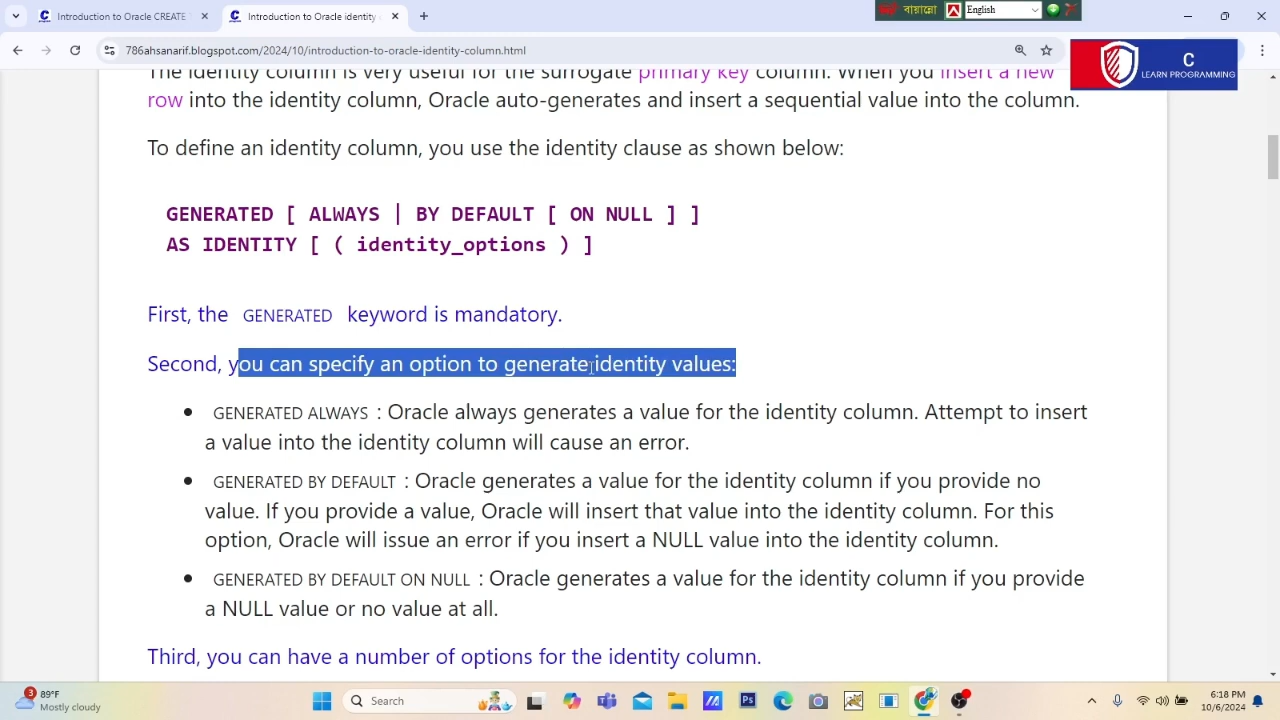 Introduction to Oracle CREATE
Introduction to Oracle identity
বায়ান্নো
English
786ahsanarif.blogspot.com/2024/10/introduction-to-oracle-identity-column.html
C
LEARN PROGRAMMING
The identity column is very useful for the surrogate primary key column. When you insert a new
row into the identity column, Oracle auto-generates and insert a sequential value into the column.
To define an identity column, you use the identity clause as shown below:
GENERATED [ ALWAYS | BY DEFAULT [ ON NULL ] ]
AS IDENTITY [ ( identity_options ) ]
First, the GENERATED keyword is mandatory.
Second, you can specify an option to generate identity values:
• GENERATED ALWAYS : Oracle always generates a value for the identity column. Attempt to insert
a value into the identity column will cause an error.
• GENERATED BY DEFAULT : Oracle generates a value for the identity column if you provide no
value. If you provide a value, Oracle will insert that value into the identity column. For this
option, Oracle will issue an error if you insert a NULL value into the identity column.
• GENERATED BY DEFAULT ON NULL : Oracle generates a value for the identity column if you provide
a NULL value or no value at all.
Third, you can have a number of options for the identity column.
3
89°F
Mostly cloudy
Search
Ps
6:18 PM
10/6/2024